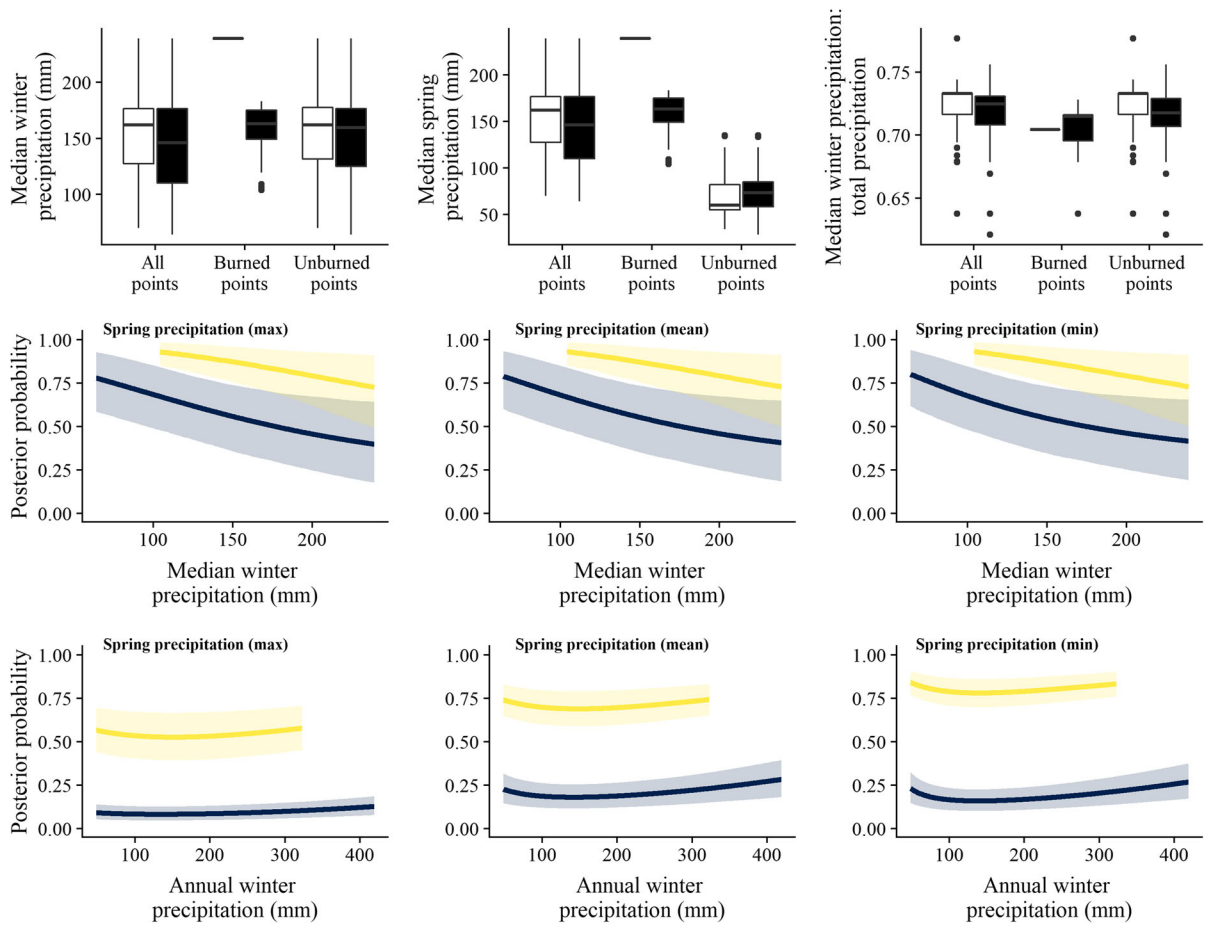 Median winter
precipitation (mm)
200
150
100
All
points
Burned
points
Unburned
points
Median spring
precipitation (mm)
200
150
100
50
All
points
Burned
points
Unburned
points
Median winter precipitation:
total precipitation
0.75
0.70
0.65
All
points
Burned
points
Unburned
points
Posterior probability
Spring precipitation (max)
1.00
0.75
0.50
0.25
0.00
100
150
200
Median winter
precipitation (mm)
Spring precipitation (mean)
1.00
0.75
0.50
0.25
0.00
100
150
200
Median winter
precipitation (mm)
Spring precipitation (min)
1.00
0.75
0.50
0.25
0.00
100
150
200
Median winter
precipitation (mm)
Posterior probability
Spring precipitation (max)
1.00
0.75
0.50
0.25
0.00
100
200
300
400
Annual winter
precipitation (mm)
Spring precipitation (mean)
1.00
0.75
0.50
0.25
0.00
100
200
300
400
Annual winter
precipitation (mm)
Spring precipitation (min)
1.00
0.75
0.50
0.25
0.00
100
200
300
400
Annual winter
precipitation (mm)